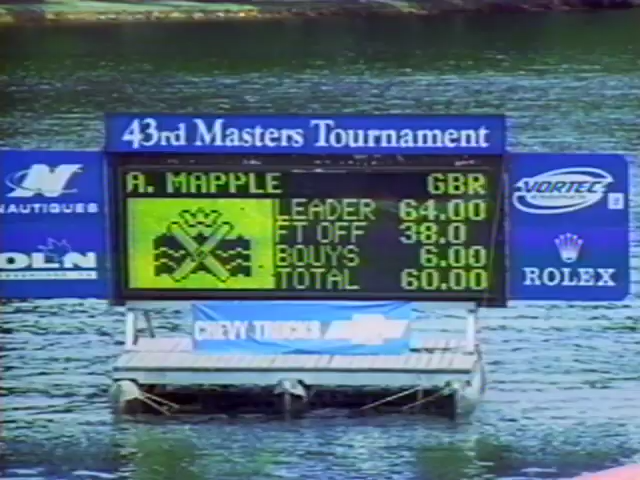 43rd Masters Tournament
A. MAPPLE GBR
LEADER 64.00
FT OFF 38.0
BOUYS 6.00
TOTAL 60.00
NAUTIQUES
VORTEC
ROLEX
CHEVY TRUCKS